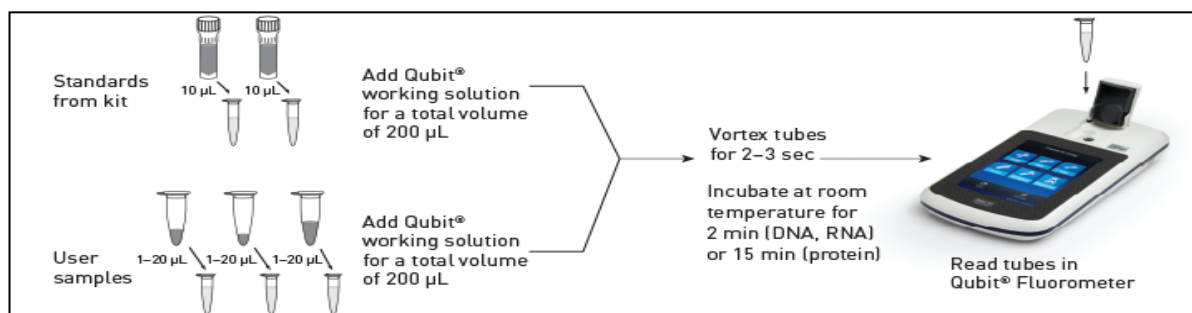 Standards
from kit
10 µL 10 µL
Add Qubit®
working solution
for a total volume
of 200 µL
User
samples
1–20 µL 1–20 µL 1–20 µL
Add Qubit®
working solution
for a total volume
of 200 µL
Vortex tubes
for 2–3 sec
Incubate at room
temperature for
2 min (DNA, RNA)
or 15 min (protein)
Read tubes in
Qubit® Fluorometer